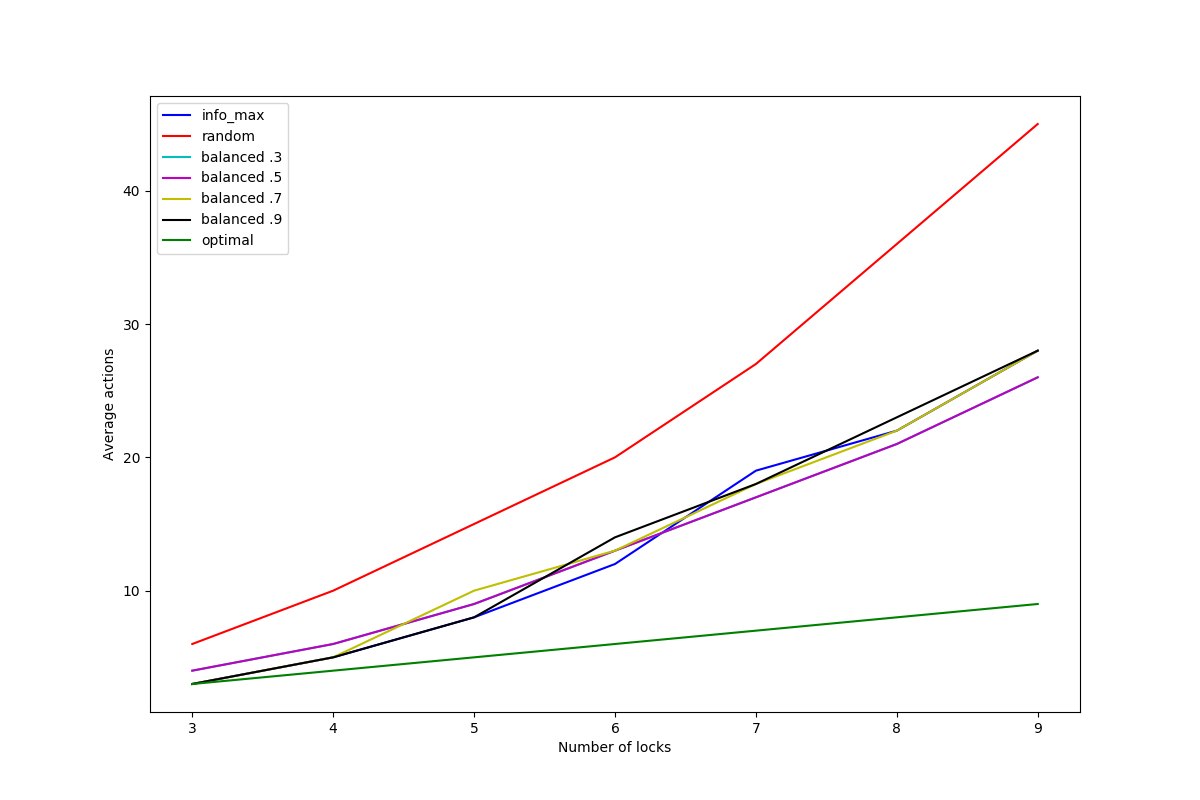 info_max
random
balanced .3
balanced .5
balanced .7
balanced .9
optimal
40
30
20
10
Average actions
3 4 5 6 7 8 9
Number of locks